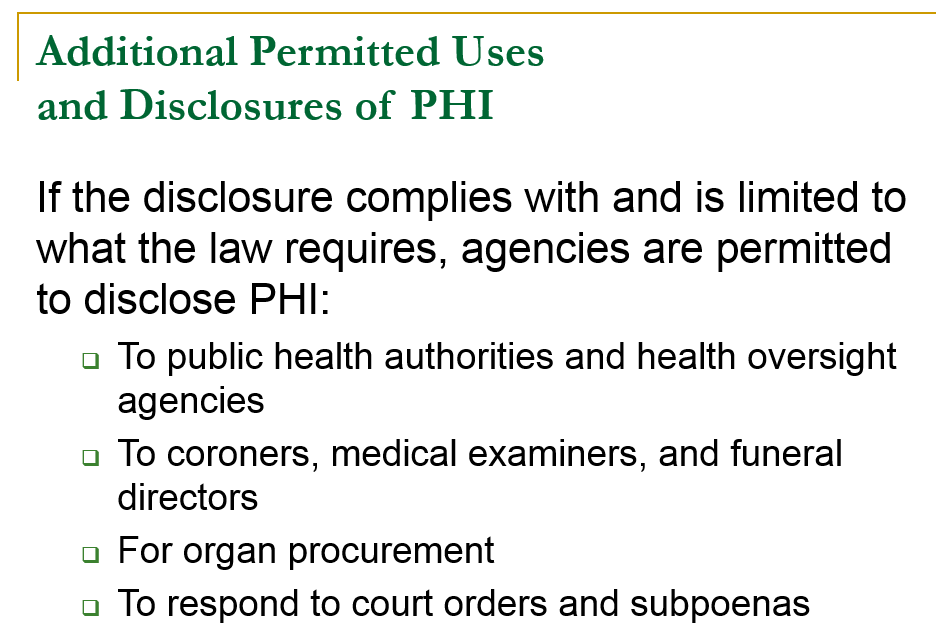 Additional Permitted Uses
and Disclosures of PHI
If the disclosure complies with and is limited to
what the law requires, agencies are permitted
to disclose PHI:
To public health authorities and health oversight
agencies
To coroners, medical examiners, and funeral
directors
For organ procurement
To respond to court orders and subpoenas